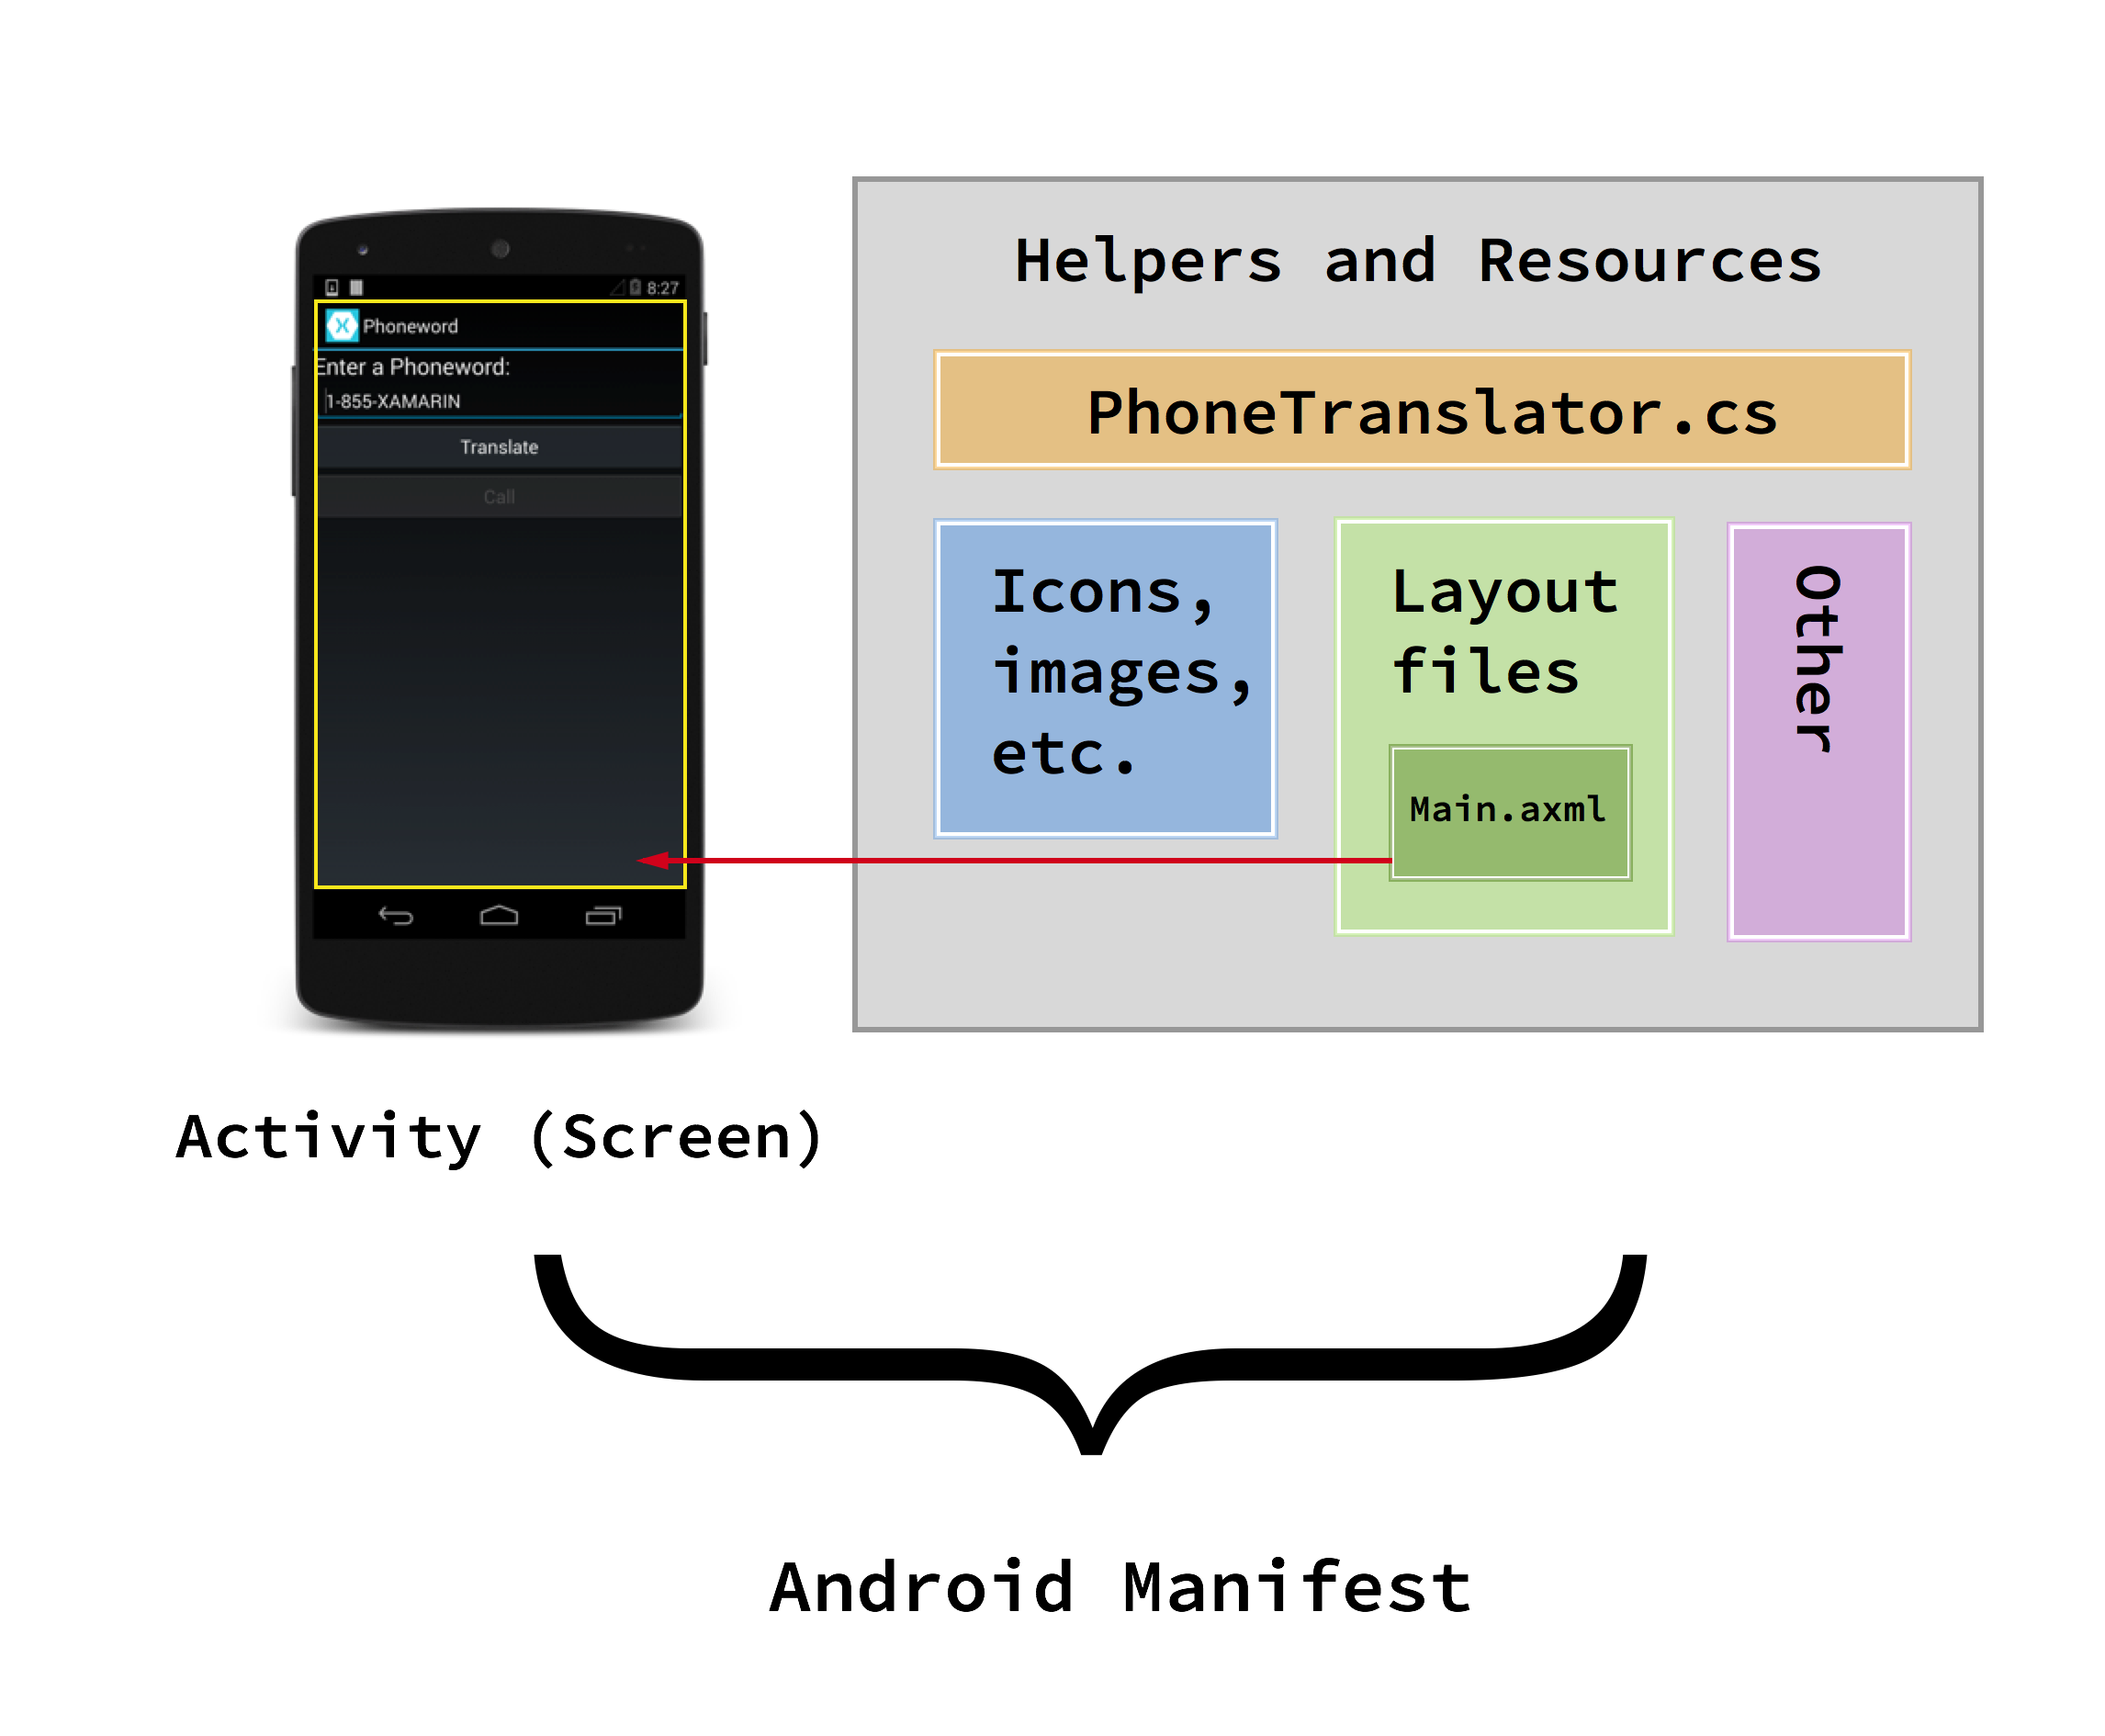 8:27
Phoneword
Enter a Phoneword:
1-855-XAMARIN
Translate
Call
Activity (Screen)
Helpers and Resources
PhoneTranslator.cs
Icons,
images,
etc.
Layout
files
Main.axml
Other
Android Manifest